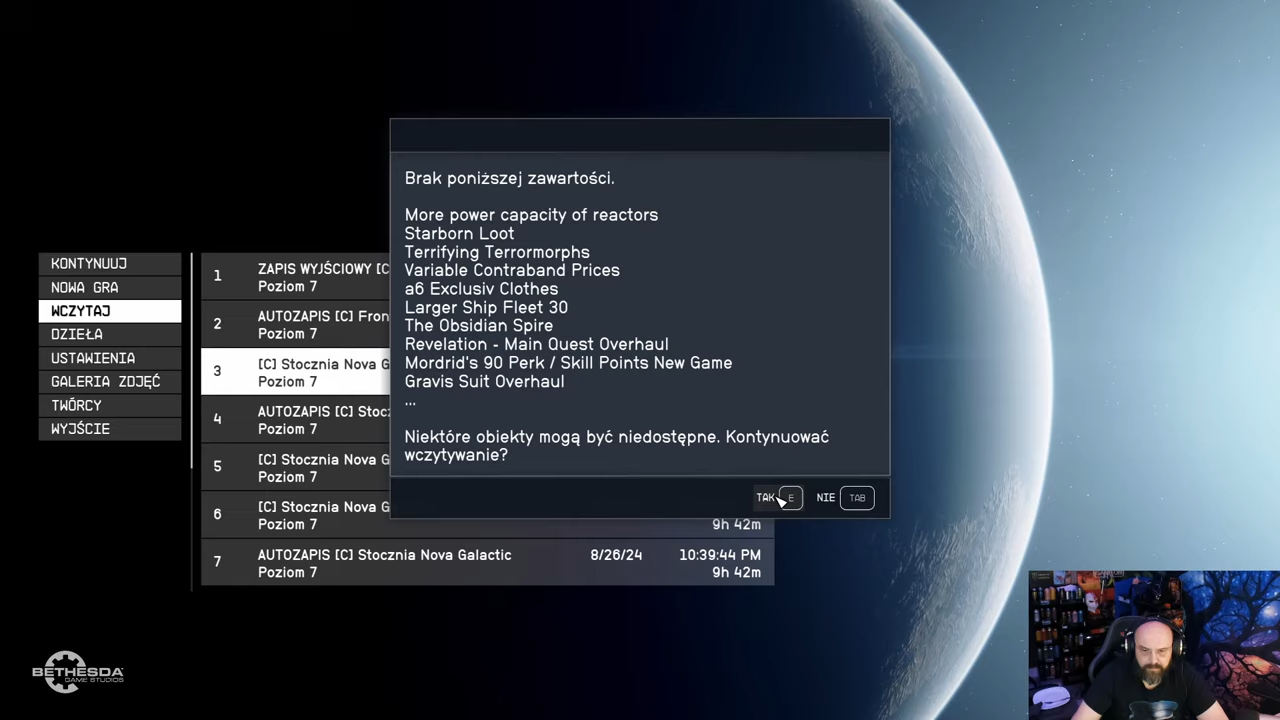 Brak poniższej zawartości.
More power capacity of reactors
Starborn Loot
Terrifying Terrormorphs
Variable Contraband Prices
a6 Exclusiv Clothes
Larger Ship Fleet 30
The Obsidian Spire
Revelation - Main Quest Overhaul
Mordrid's 90 Perk / Skill Points New Game
Gravis Suit Overhaul
...
Niektóre obiekty mogą być niedostępne. Kontynuować
wczytywanie?
TAK E NIE TAB
KONTYNUUJ
NOWA GRA
WCZYTAJ
DZIEŁA
USTAWIENIA
GALERIA ZDJĘĆ
TWÓRCY
WYJŚCIE
1 ZAPIS WYJŚCIOWY [C
Poziom 7
2 AUTOZAPIS [C] Fron
Poziom 7
3 [C] Stocznia Nova G
Poziom 7
4 AUTOZAPIS [C] Stoc
Poziom 7
5 [C] Stocznia Nova G
Poziom 7
6 [C] Stocznia Nova G
Poziom 7 9h 42m
7 AUTOZAPIS [C] Stocznia Nova Galactic 8/26/24 10:39:44 PM
Poziom 7 9h 42m
BETHESDA
GAME STUDIOS